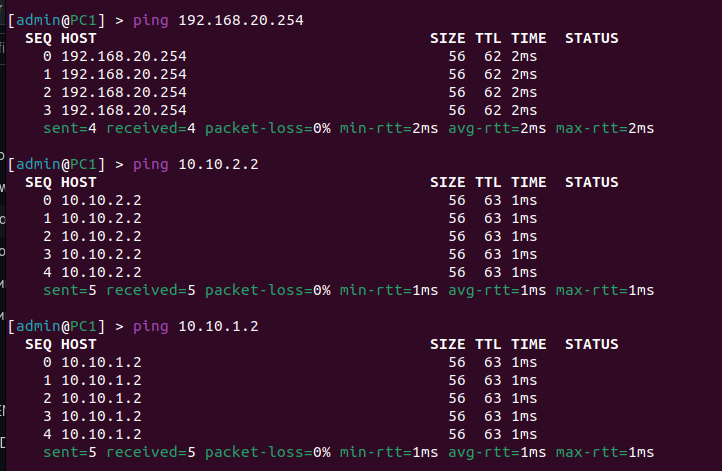 [admin@PC1] > ping 192.168.20.254
SEQ HOST SIZE TTL TIME STATUS
0 192.168.20.254 56 62 2ms
1 192.168.20.254 56 62 2ms
2 192.168.20.254 56 62 2ms
3 192.168.20.254 56 62 2ms
sent=4 received=4 packet-loss=0% min-rtt=2ms avg-rtt=2ms max-rtt=2ms
[admin@PC1] > ping 10.10.2.2
SEQ HOST SIZE TTL TIME STATUS
0 10.10.2.2 56 63 1ms
1 10.10.2.2 56 63 1ms
2 10.10.2.2 56 63 1ms
3 10.10.2.2 56 63 1ms
4 10.10.2.2 56 63 1ms
sent=5 received=5 packet-loss=0% min-rtt=1ms avg-rtt=1ms max-rtt=1ms
[admin@PC1] > ping 10.10.1.2
SEQ HOST SIZE TTL TIME STATUS
0 10.10.1.2 56 63 1ms
1 10.10.1.2 56 63 1ms
2 10.10.1.2 56 63 1ms
3 10.10.1.2 56 63 1ms
4 10.10.1.2 56 63 1ms
sent=5 received=5 packet-loss=0% min-rtt=1ms avg-rtt=1ms max-rtt=1ms